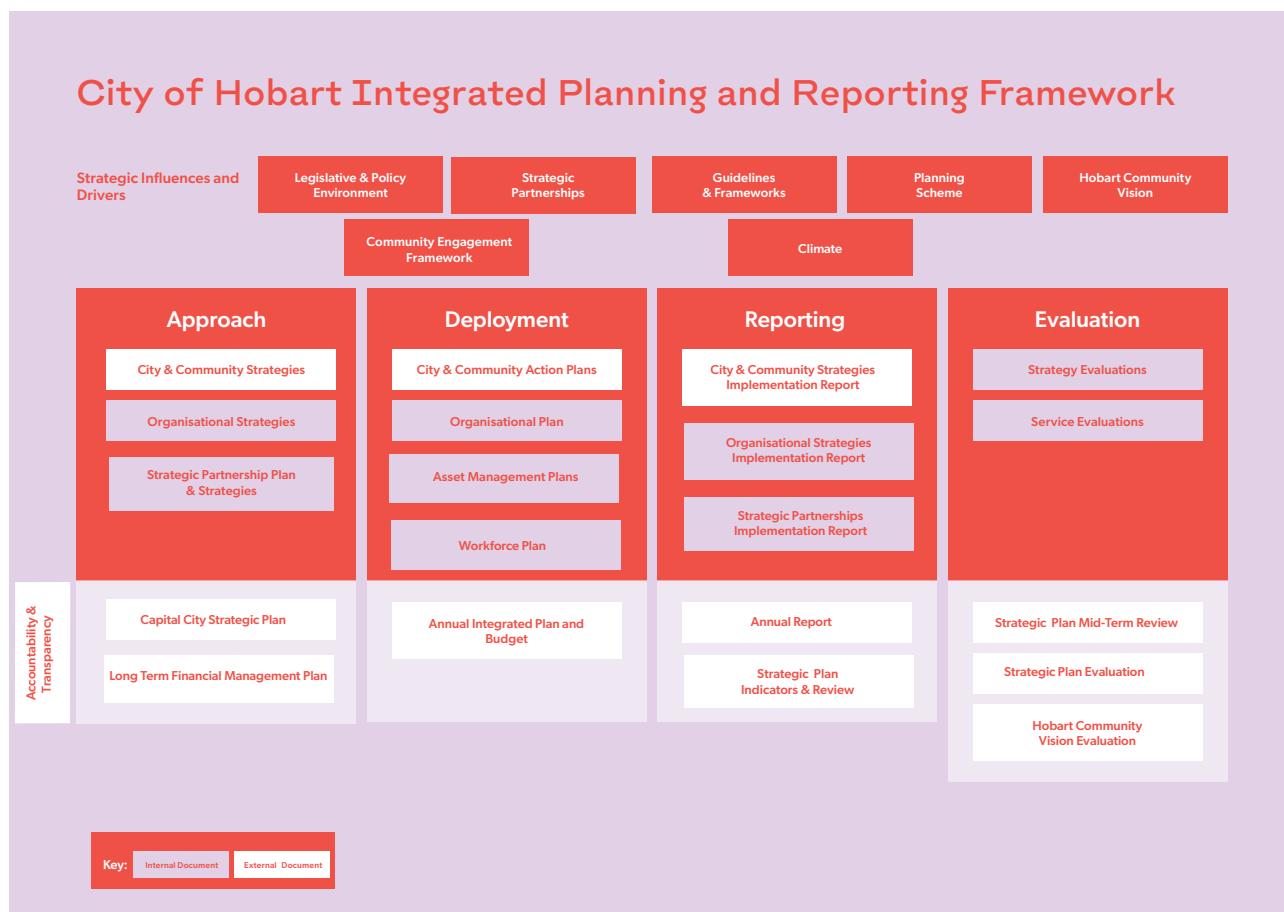 City of Hobart Integrated Planning and Reporting Framework
Strategic Influences and
Drivers
Legislative & Policy
Environment
Strategic
Partnerships
Guidelines
& Frameworks
Planning
Scheme
Hobart Community
Vision
Community Engagement
Framework
Climate
Approach
City & Community Strategies
Organisational Strategies
Strategic Partnership Plan
& Strategies
Deployment
City & Community Action Plans
Organisational Plan
Asset Management Plans
Workforce Plan
Reporting
City & Community Strategies
Implementation Report
Organisational Strategies
Implementation Report
Strategic Partnerships
Implementation Report
Evaluation
Strategy Evaluations
Service Evaluations
Accountability &
Transparency
Capital City Strategic Plan
Long Term Financial Management Plan
Annual Integrated Plan and
Budget
Annual Report
Strategic Plan
Indicators & Review
Strategic Plan Mid-Term Review
Strategic Plan Evaluation
Hobart Community
Vision Evaluation
Key:
Internal Document
External Document